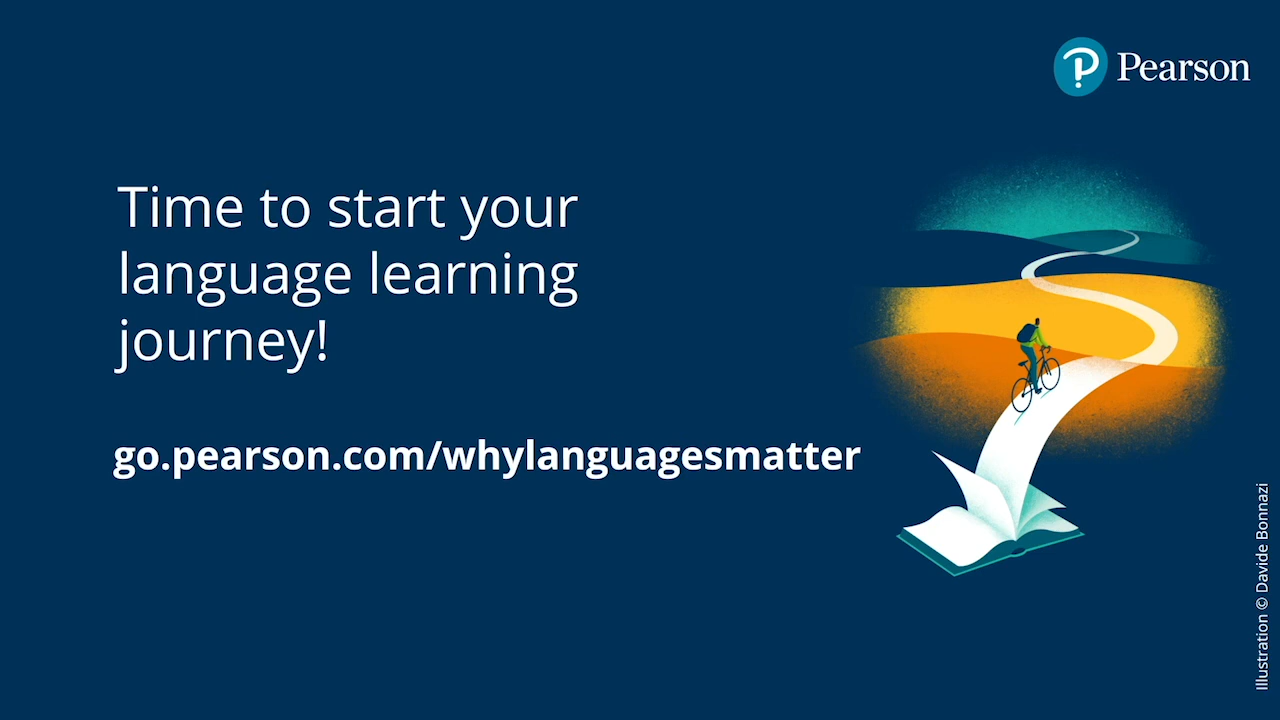 Pearson
Time to start your
language learning
journey!
go.pearson.com/whylanguagesmatter
Illustration © Davide Bonnazi